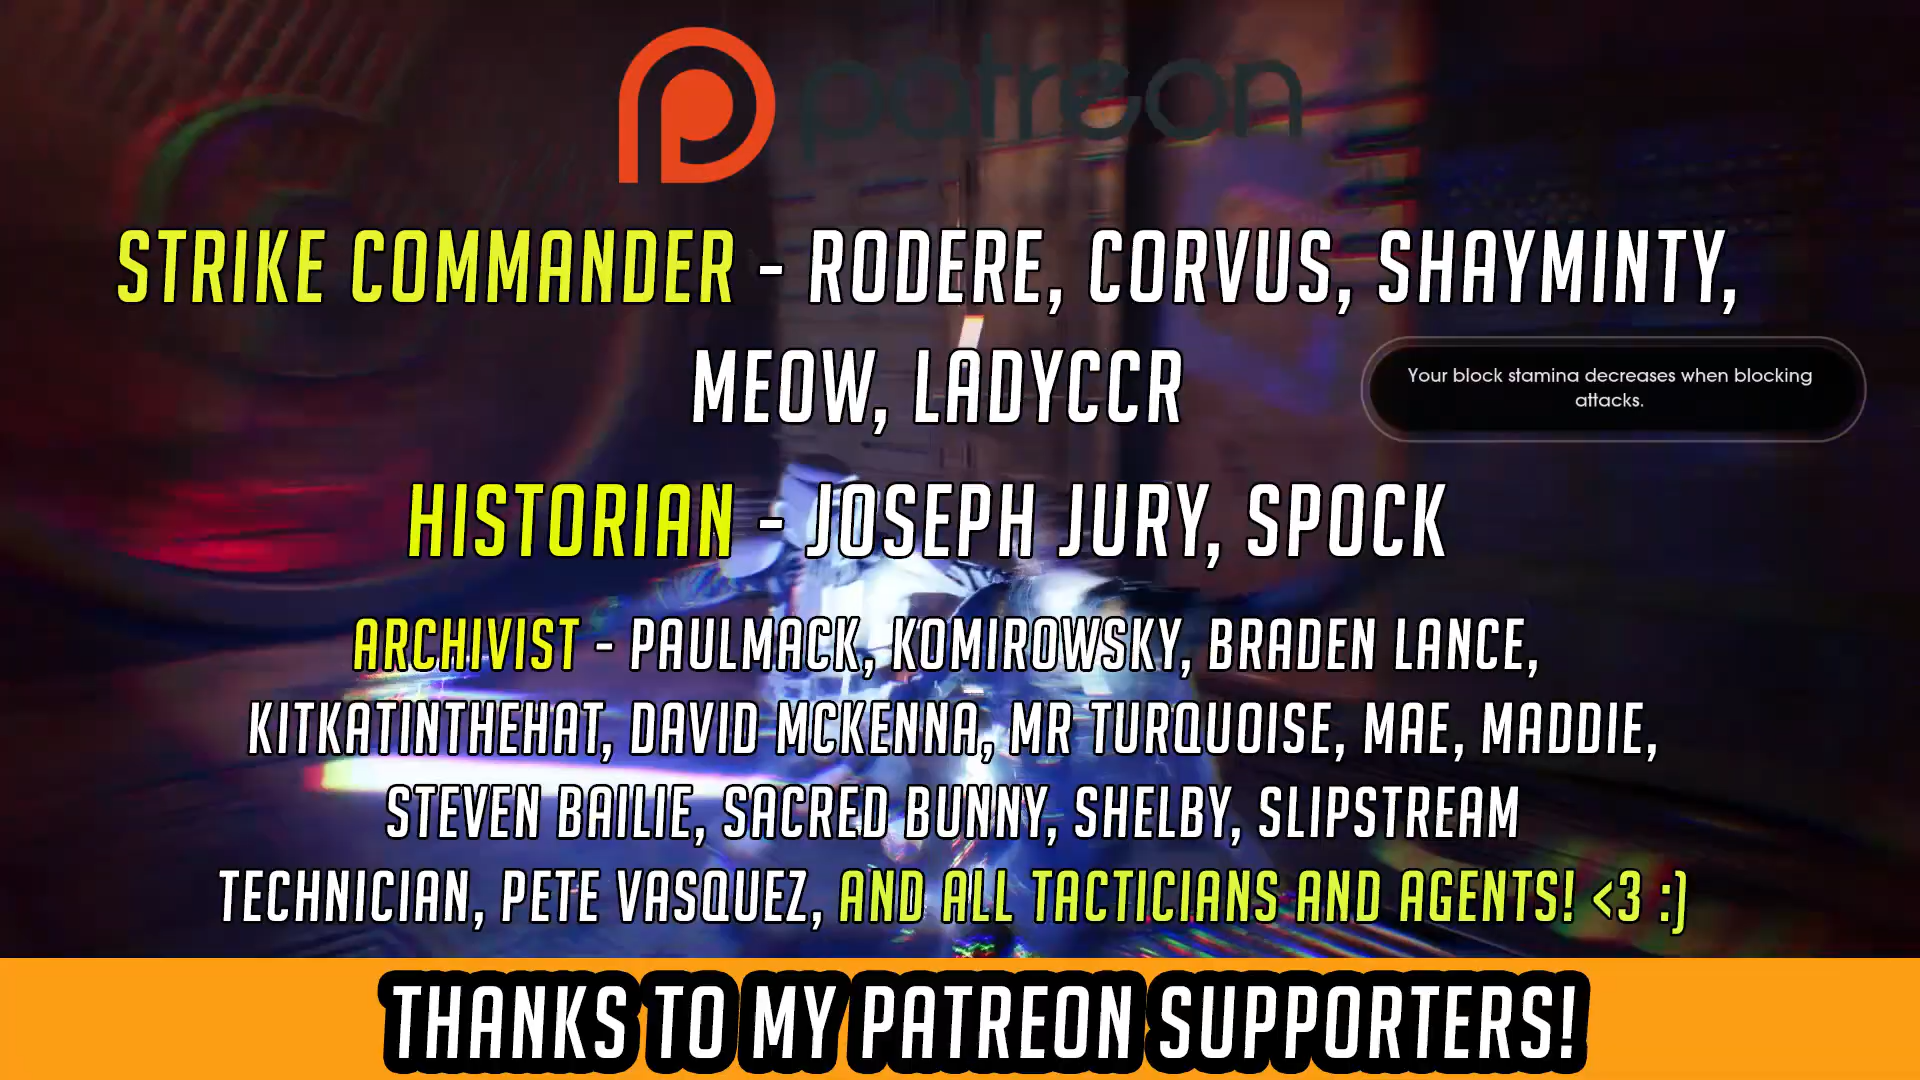 patreon
STRIKE COMMANDER - RODERE, CORVUS, SHAYMINTY,
MEOW, LADYCCR
Your block stamina decreases when blocking
attacks.
HISTORIAN - JOSEPH JURY, SPOCK
ARCHIVIST - PAULMACK, KOMIROWSKY, BRADEN LANCE,
KITKATINTHEHAT, DAVID MCKENNA, MR TURQUOISE, MAE, MADDIE,
STEVEN BAILIE, SACRED BUNNY, SHELBY, SLIPSTREAM
TECHNICIAN, PETE VASQUEZ, AND ALL TACTICIANS AND AGENTS! <3 :)
THANKS TO MY PATREON SUPPORTERS!